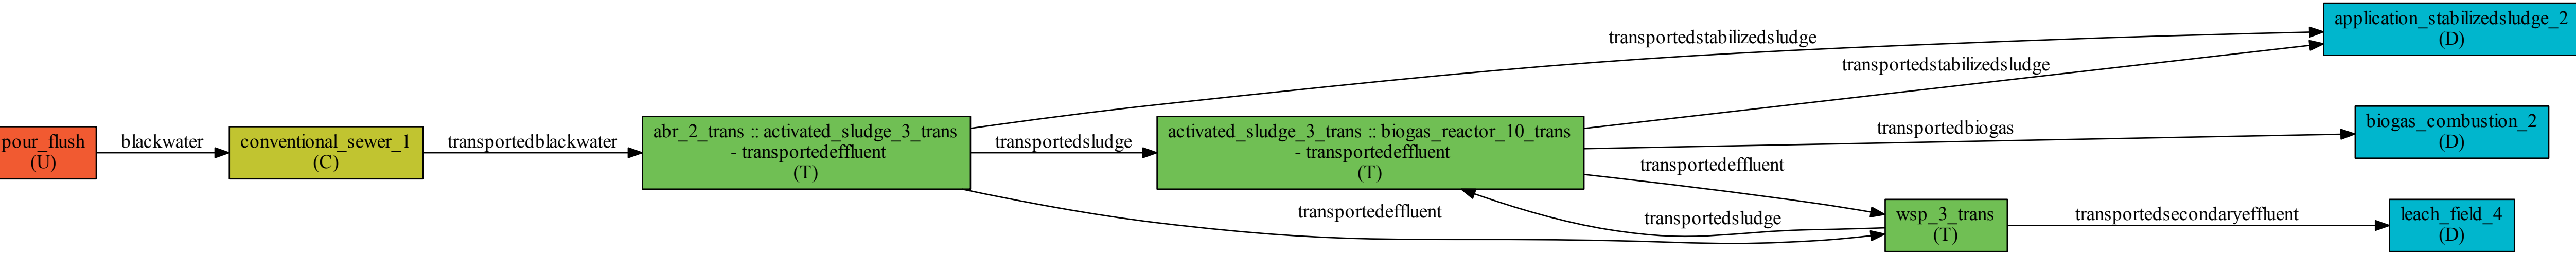 pour_flush
(U)
blackwater
conventional_sewer_1
(C)
transportedblackwater
abr_2_trans :: activated_sludge_3_trans
- transportedeffluent
(T)
transportedsludge
activated_sludge_3_trans :: biogas_reactor_10_trans
- transportedeffluent
(T)
transportedstabilizedsludge
transportedstabilizedsludge
application_stabilizedsludge_2
(D)
transportedbiogas
biogas_combustion_2
(D)
transportedeffluent
transportedeffluent
transportedsludge
wsp_3_trans
(T)
transportedsecondaryeffluent
leach_field_4
(D)